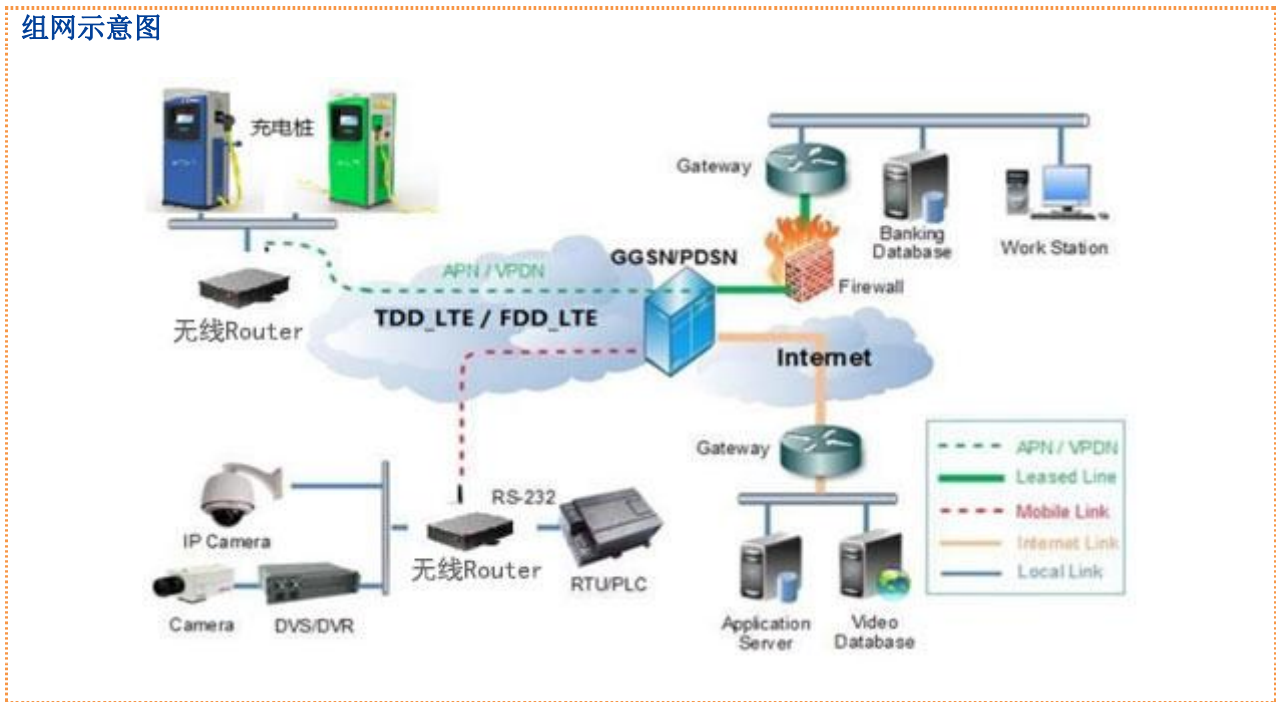 组网示意图
充电桩
Gateway
Banking
Database
Work Station
GGSN/PDSN
APN / VPDN
Firewall
无线Router
TDD_LTE / FDD_LTE
Internet
Gateway
APN / VPDN
Leased Line
Mobile Link
Internet Link
Local Link
RS-232
IP Camera
无线Router
RTU/PLC
Camera
DVS/DVR
Application
Server
Video
Database